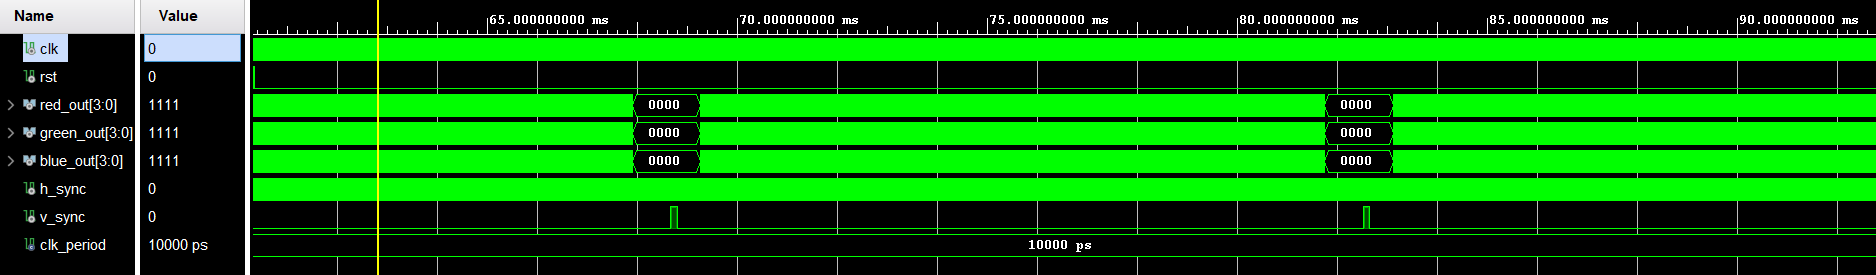 Name Value
65.000000000 ms 70.000000000 ms 75.000000000 ms 80.000000000 ms 85.000000000 ms 90.000000000 ms
clk 0
rst 0
red_out[3:0] 1111 0000 0000
green_out[3:0] 1111 0000 0000
blue_out[3:0] 1111 0000 0000
h_sync 0
v_sync 0
clk_period 10000 ps 10000 ps